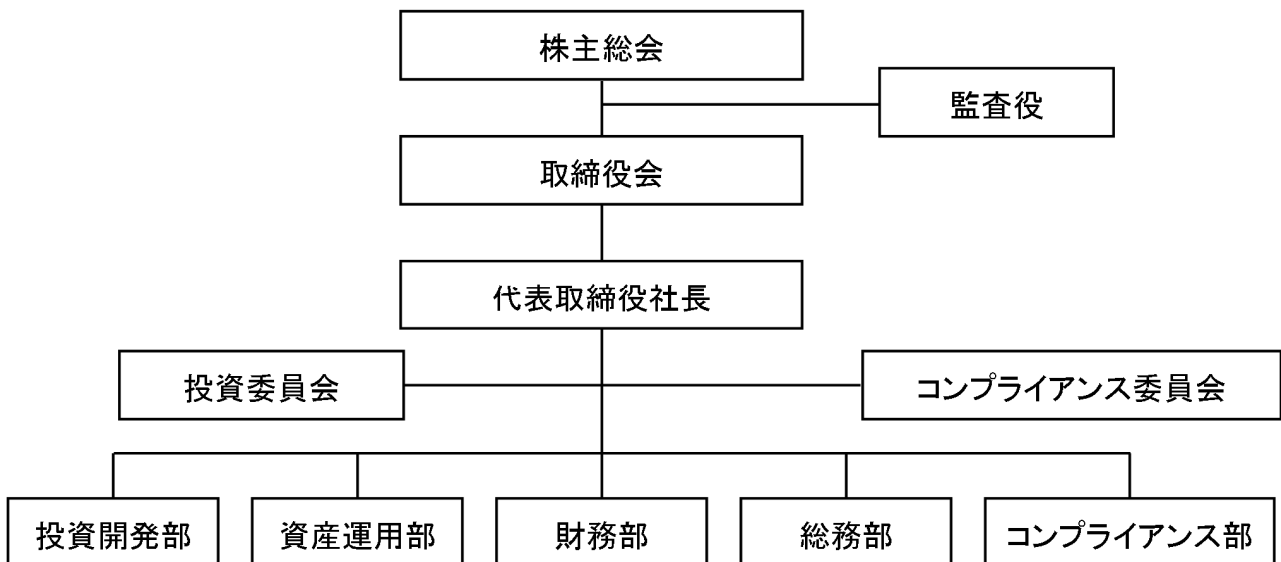 株主総会
監査役
取締役会
代表取締役社長
投資委員会
コンプライアンス委員会
投資開発部
資産運用部
財務部
総務部
コンプライアンス部